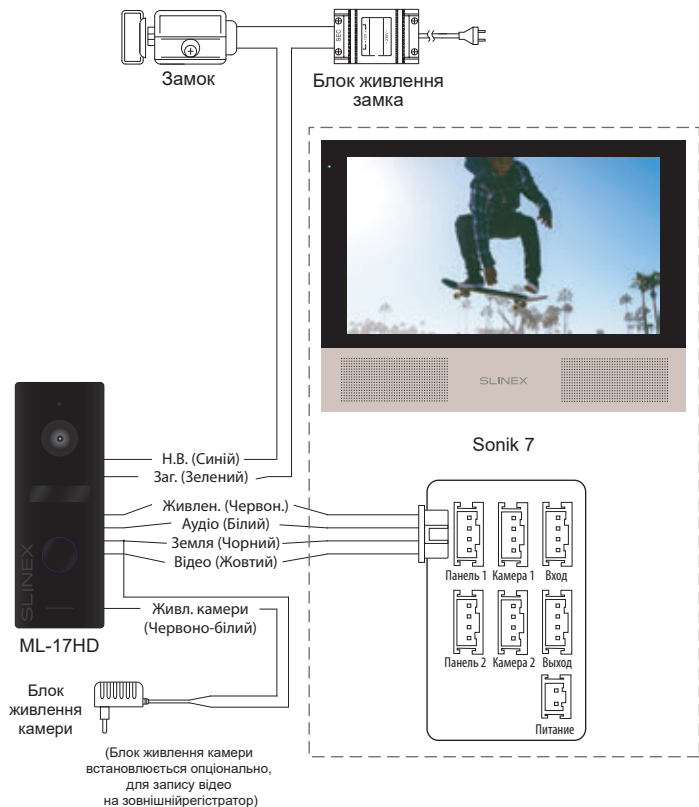 Замок
Блок живлення
замка
SEC
SLINEX
Sonik 7
Н.В. (Синій)
Заг. (Зелений)
Живлен. (Червон.)
Аудіо (Білий)
Земля (Чорний)
Відео (Жовтий)
Живл. камери
(Червоно-білий)
SLINEX
ML-17HD
Панель 1 Камера 1 Вход
Панель 2 Камера 2 Выход
Питание
Блок
живлення
камери
(Блок живлення камери
встановлюється опціонально,
для запису відео
на зовнішнійрегістратор)